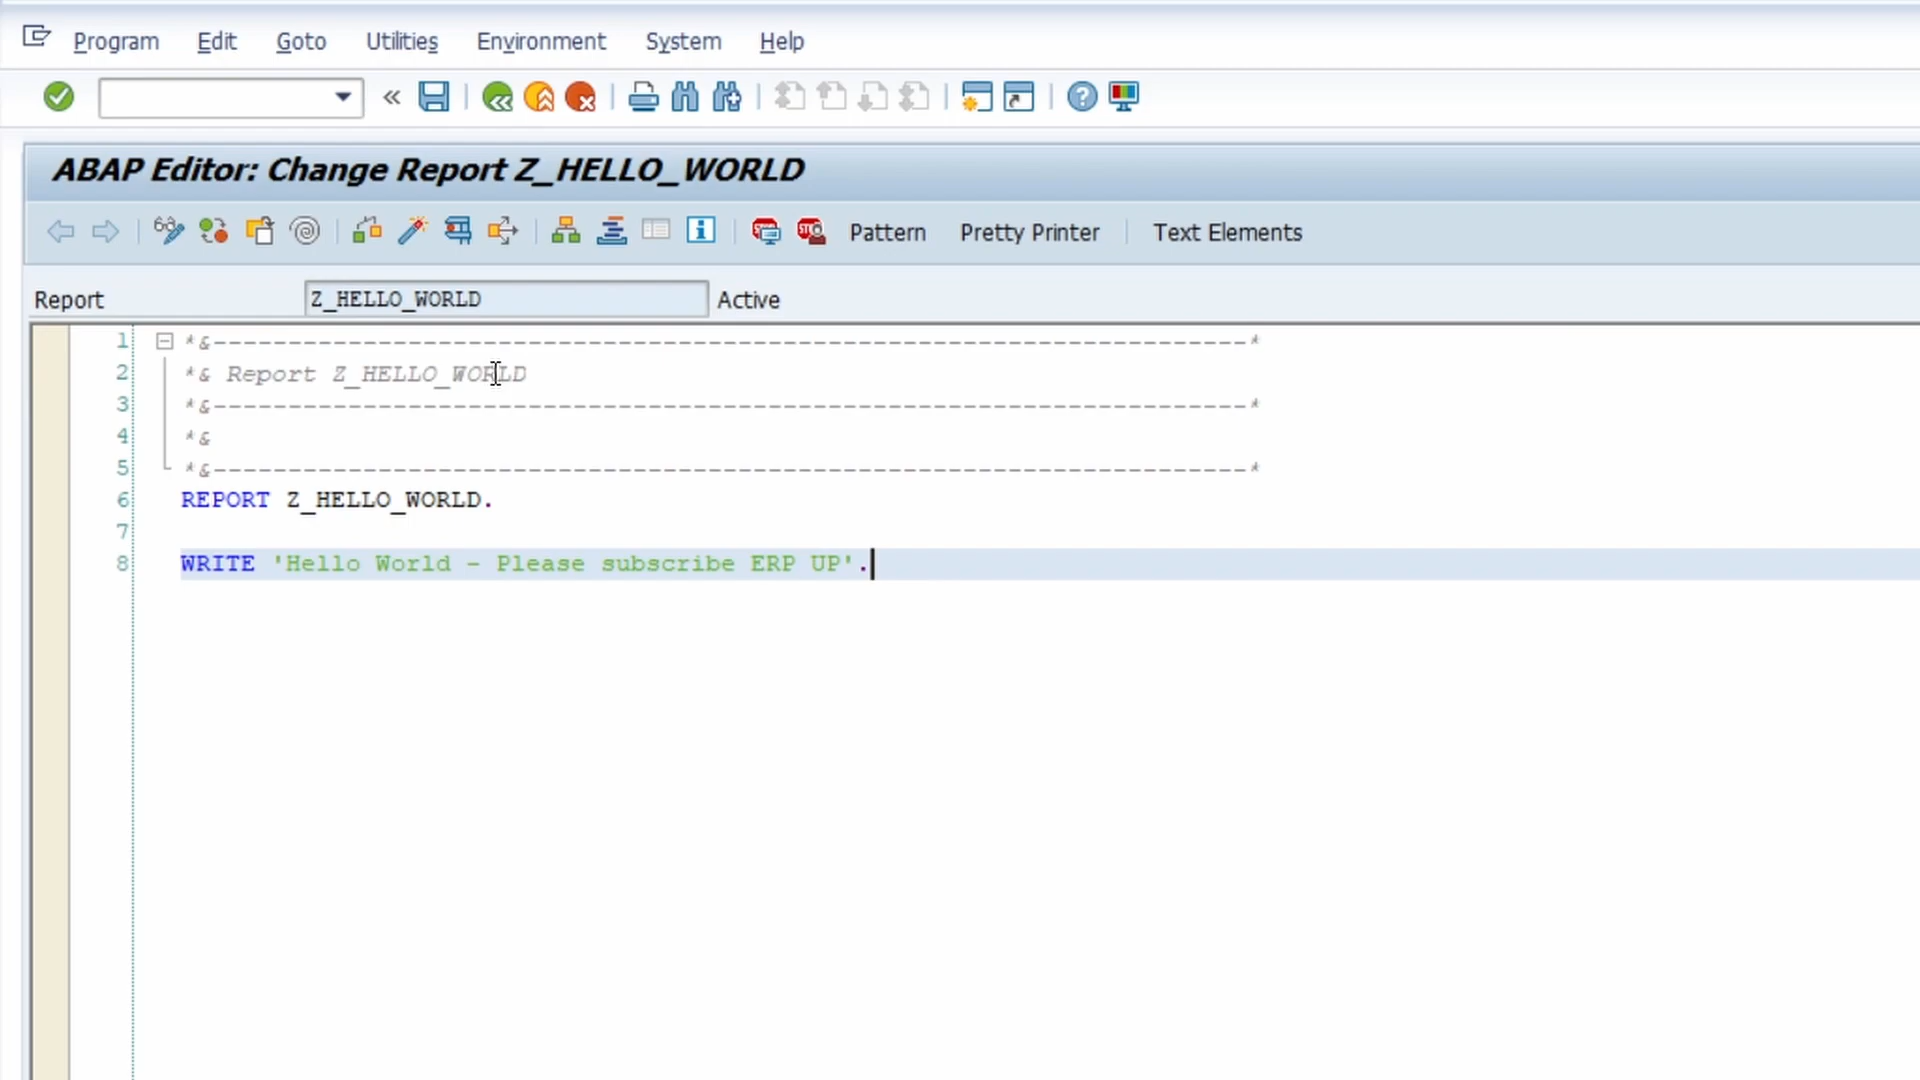 Program Edit Goto Utilities Environment System Help
ABAP Editor: Change Report Z_HELLO_WORLD
Pattern Pretty Printer Text Elements
Report Z_HELLO_WORLD Active
1 *&---------------------------------------------------------------------*
2 *& Report Z_HELLO_WORLD
3 *&---------------------------------------------------------------------*
4 *&
5 *&---------------------------------------------------------------------*
6 REPORT Z_HELLO_WORLD.
7
8 WRITE 'Hello World - Please subscribe ERP UP'.